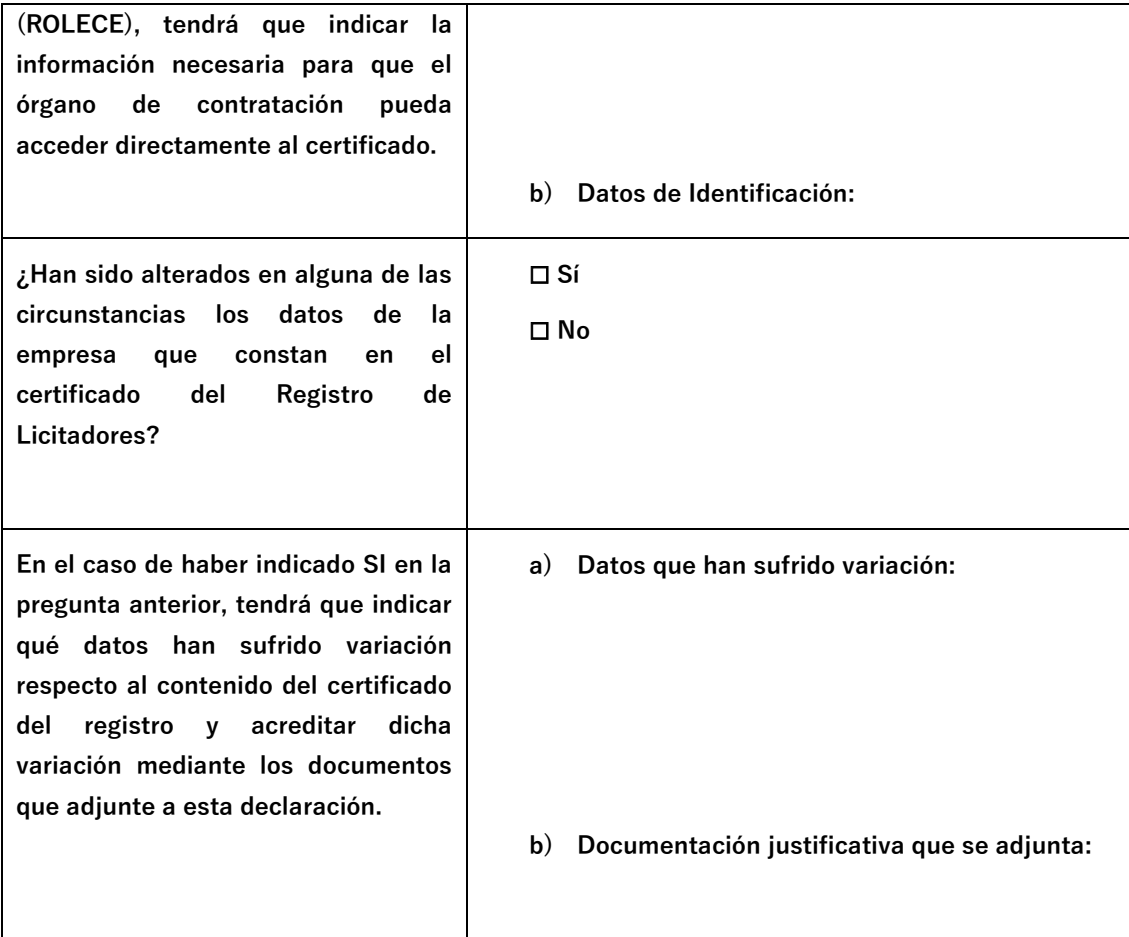 (ROLECE), tendrá que indicar la
información necesaria para que el
órgano de contratación pueda
acceder directamente al certificado.
b) Datos de Identificación:
¿Han sido alterados en alguna de las
circunstancias los datos de la
empresa que constan en el
certificado del Registro de
Licitadores?
☐ Sí
☐ No
En el caso de haber indicado SI en la
pregunta anterior, tendrá que indicar
qué datos han sufrido variación
respecto al contenido del certificado
del registro y acreditar dicha
variación mediante los documentos
que adjunte a esta declaración.
a) Datos que han sufrido variación:
b) Documentación justificativa que se adjunta: